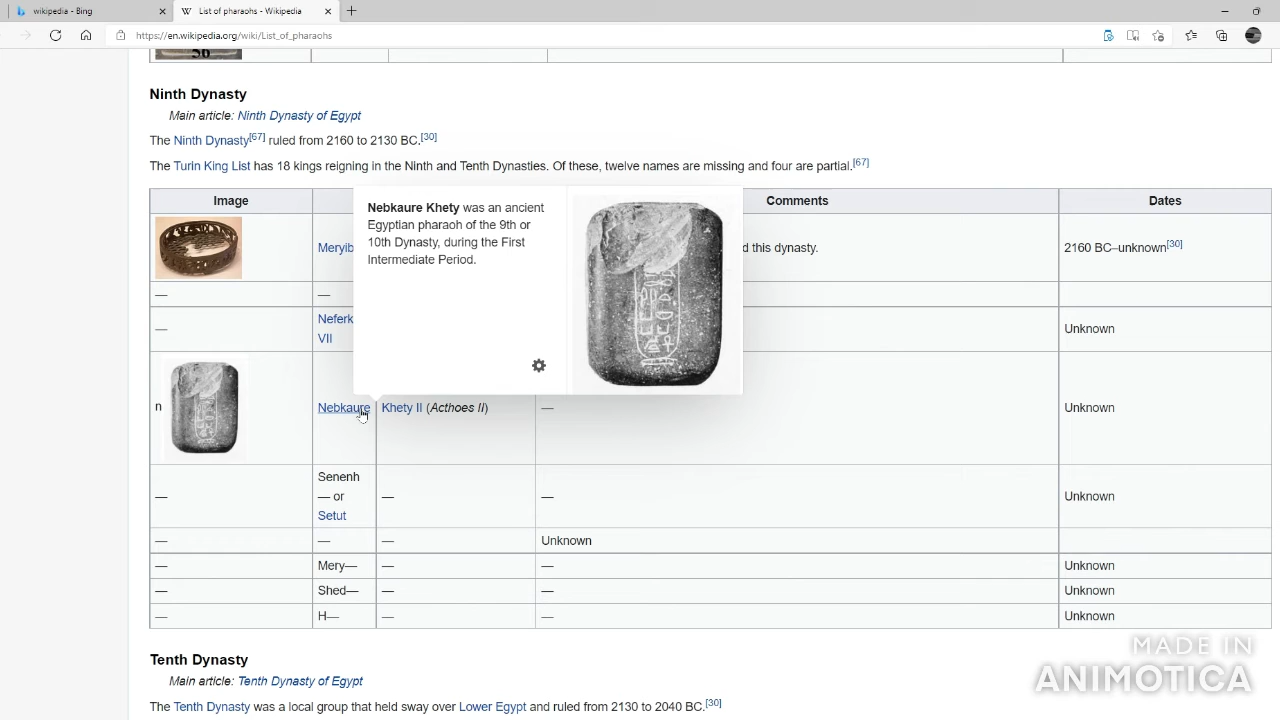 wikipedia - Bing
List of pharaohs - Wikipedia
https://en.wikipedia.org/wiki/List_of_pharaohs
Ninth Dynasty
Main article: Ninth Dynasty of Egypt
The Ninth Dynasty[67] ruled from 2160 to 2130 BC.[30]
The Turin King List has 18 kings reigning in the Ninth and Tenth Dynasties. Of these, twelve names are missing and four are partial.[67]
Image Comments Dates
Nebkaure Khety was an ancient
Egyptian pharaoh of the 9th or
10th Dynasty, during the First
Intermediate Period.
Meryib d this dynasty. 2160 BC–unknown[30]
— —
— Neferk
VII Unknown
n Nebkaure Khety II (Acthoes II) — Unknown
Senenh
— — or — — Unknown
Setut
— — — Unknown
— Mery— — — Unknown
— Shed— — — Unknown
— H— — — Unknown
Tenth Dynasty
Main article: Tenth Dynasty of Egypt
The Tenth Dynasty was a local group that held sway over Lower Egypt and ruled from 2130 to 2040 BC.[30]
MADE IN
ANIMOTICA